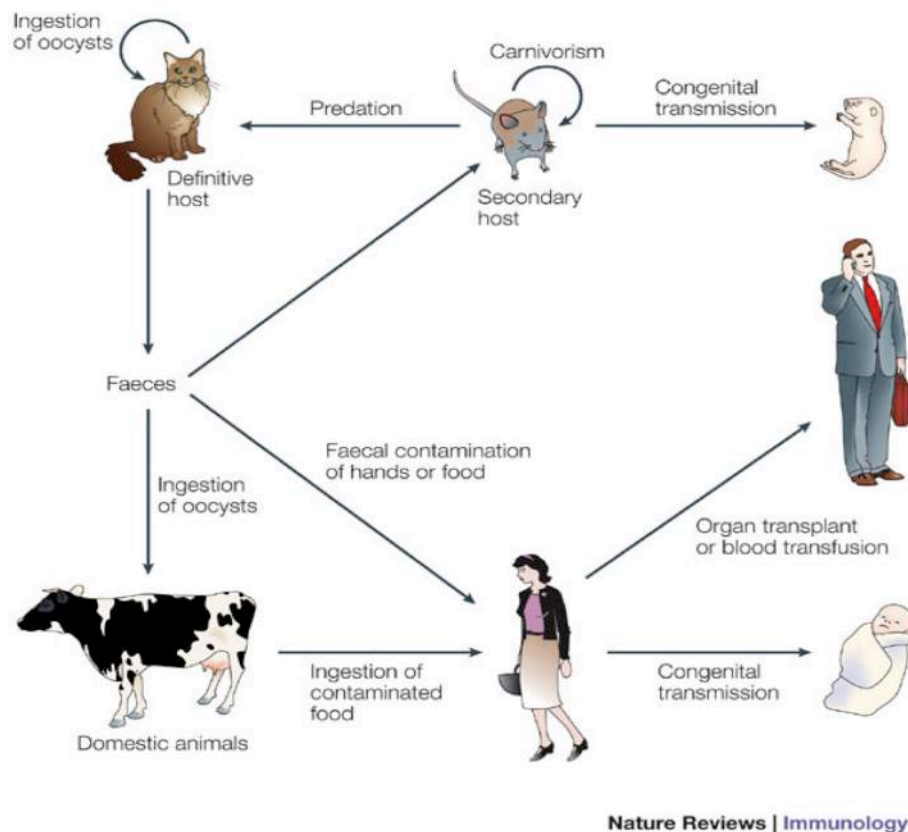 Ingestion
of oocysts
Carnivorism
Predation
Congenital
transmission
Definitive
host
Secondary
host
Faeces
Faecal contamination
of hands or food
Ingestion
of oocysts
Organ transplant
or blood transfusion
Ingestion of
contaminated
food
Congenital
transmission
Domestic animals
Nature Reviews | Immunology